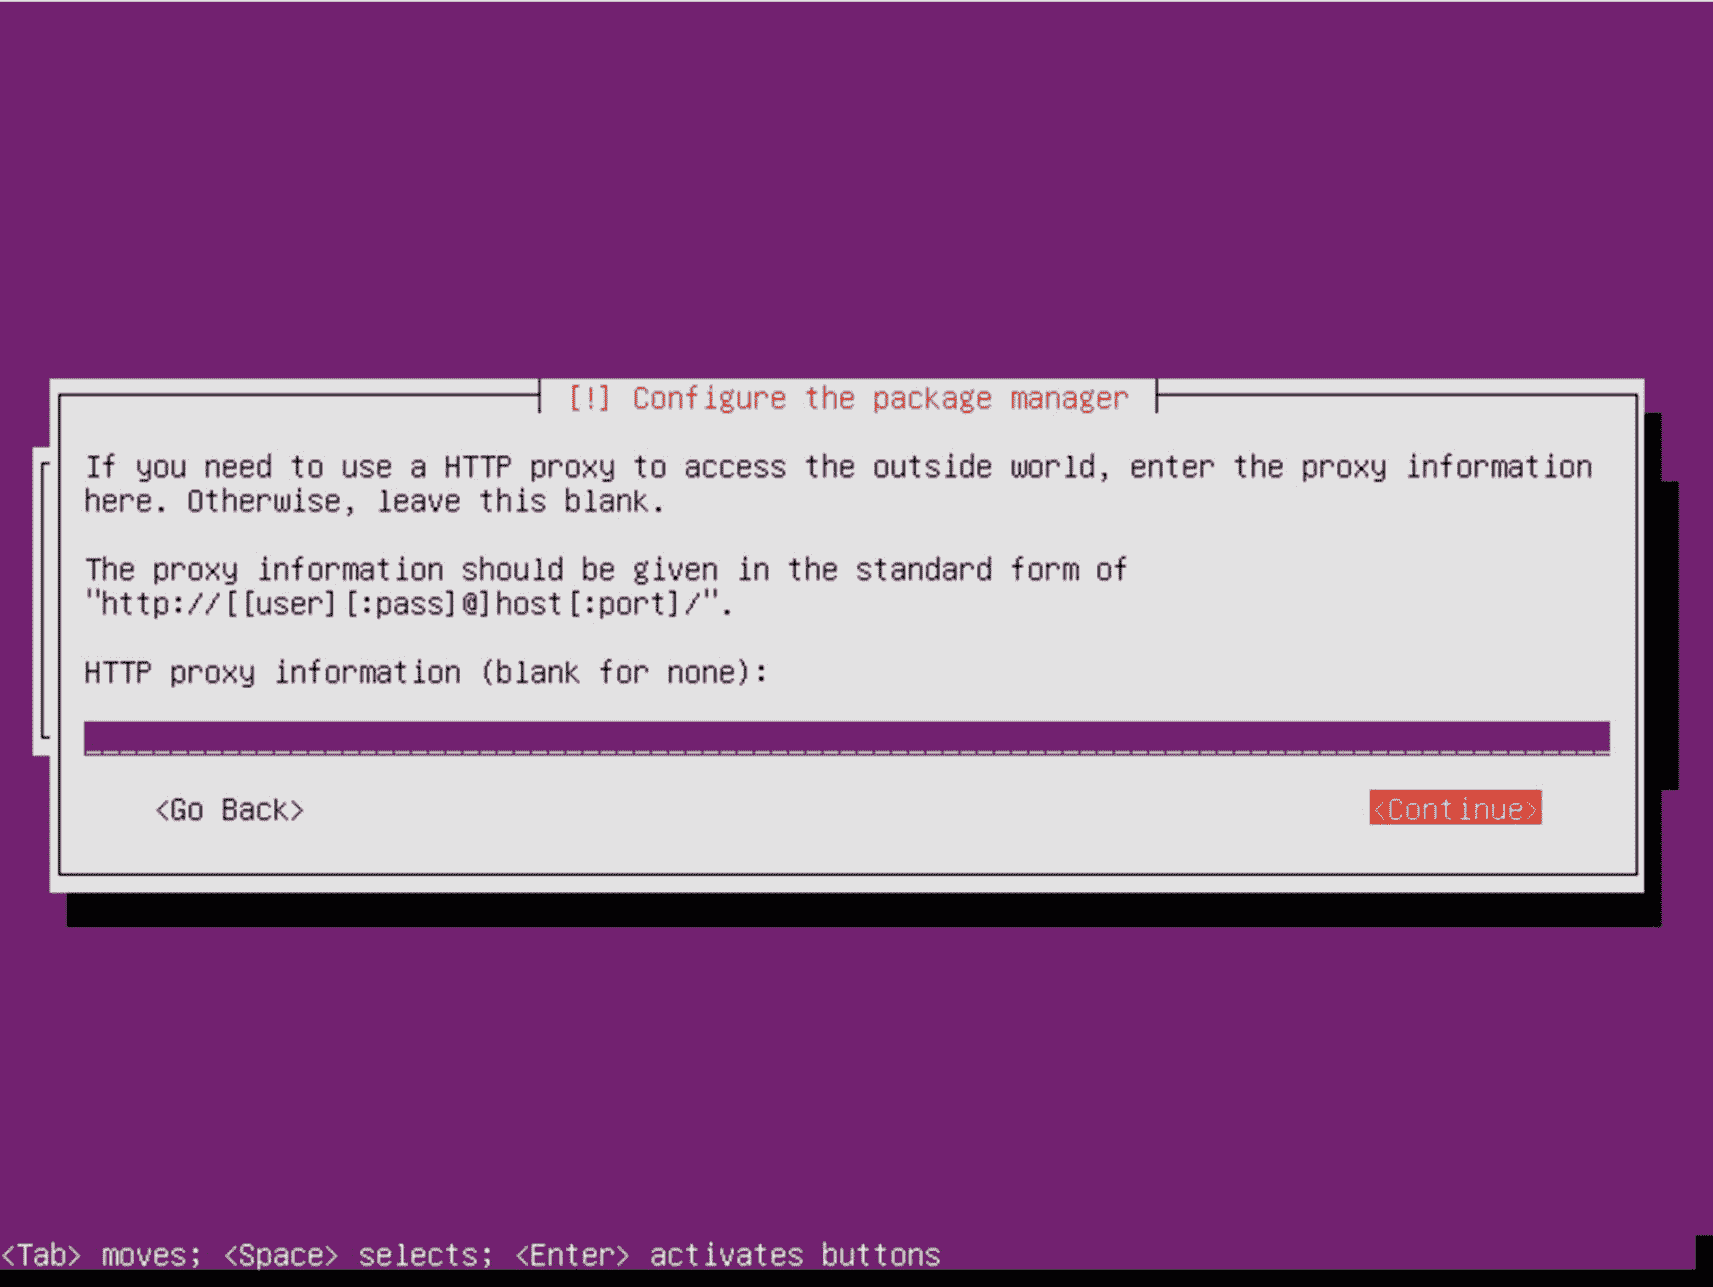 [!] Configure the package manager
If you need to use a HTTP proxy to access the outside world, enter the proxy information
here. Otherwise, leave this blank.
The proxy information should be given in the standard form of
"http://[[user][:pass]@]host[:port]/".
HTTP proxy information (blank for none):
<Go Back> <Continue>
<Tab> moves; <Space> selects; <Enter> activates buttons